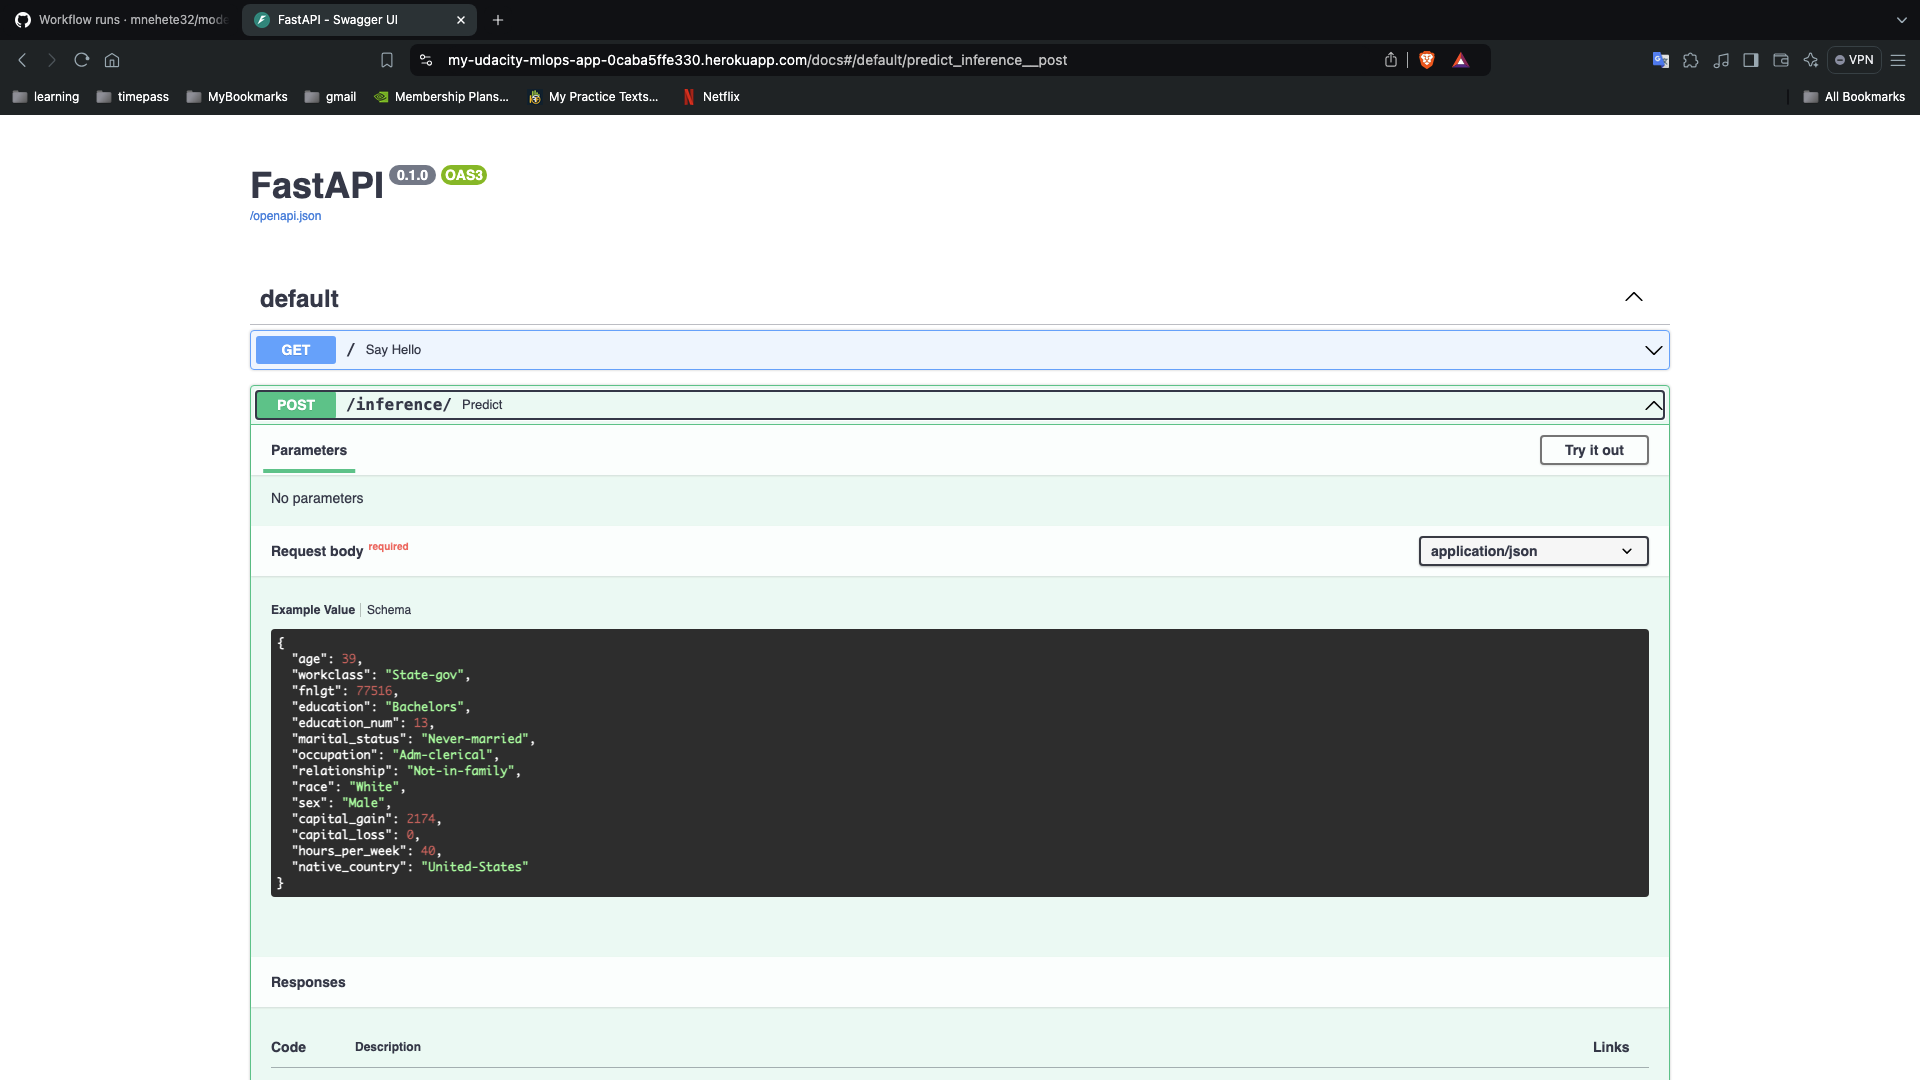 Workflow runs · mnehete32/mode
FastAPI - Swagger UI
my-udacity-mlops-app-0caba5ffe330.herokuapp.com/docs#/default/predict_inference__post
VPN
learning
timepass
MyBookmarks
gmail
Membership Plans...
My Practice Texts...
Netflix
All Bookmarks
FastAPI 0.1.0 OAS3
/openapi.json
default
GET / Say Hello
POST /inference/ Predict
Parameters
Try it out
No parameters
Request body required
application/json
Example Value Schema
{
"age": 39,
"workclass": "State-gov",
"fnlgt": 77516,
"education": "Bachelors",
"education_num": 13,
"marital_status": "Never-married",
"occupation": "Adm-clerical",
"relationship": "Not-in-family",
"race": "White",
"sex": "Male",
"capital_gain": 2174,
"capital_loss": 0,
"hours_per_week": 40,
"native_country": "United-States"
}
Responses
Code Description Links